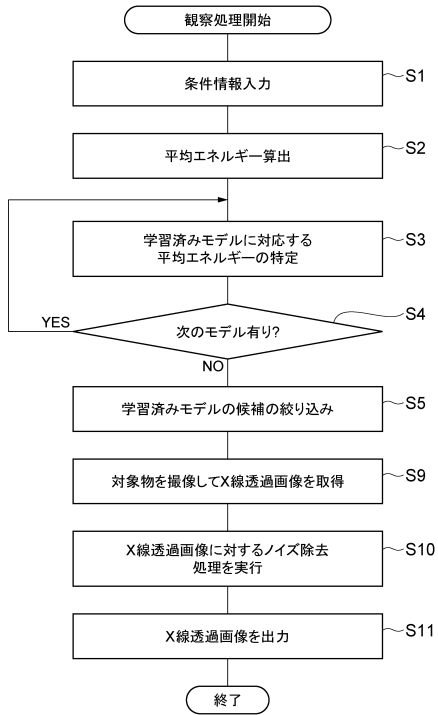 観察処理開始
条件情報入力
S1
平均エネルギー算出
S2
学習済みモデルに対応する
平均エネルギーの特定
S3
次のモデル有り?
S4
YES
NO
学習済みモデルの候補の絞り込み
S5
対象物を撮像してX線透過画像を取得
S9
X線透過画像に対するノイズ除去
処理を実行
S10
X線透過画像を出力
S11
終了